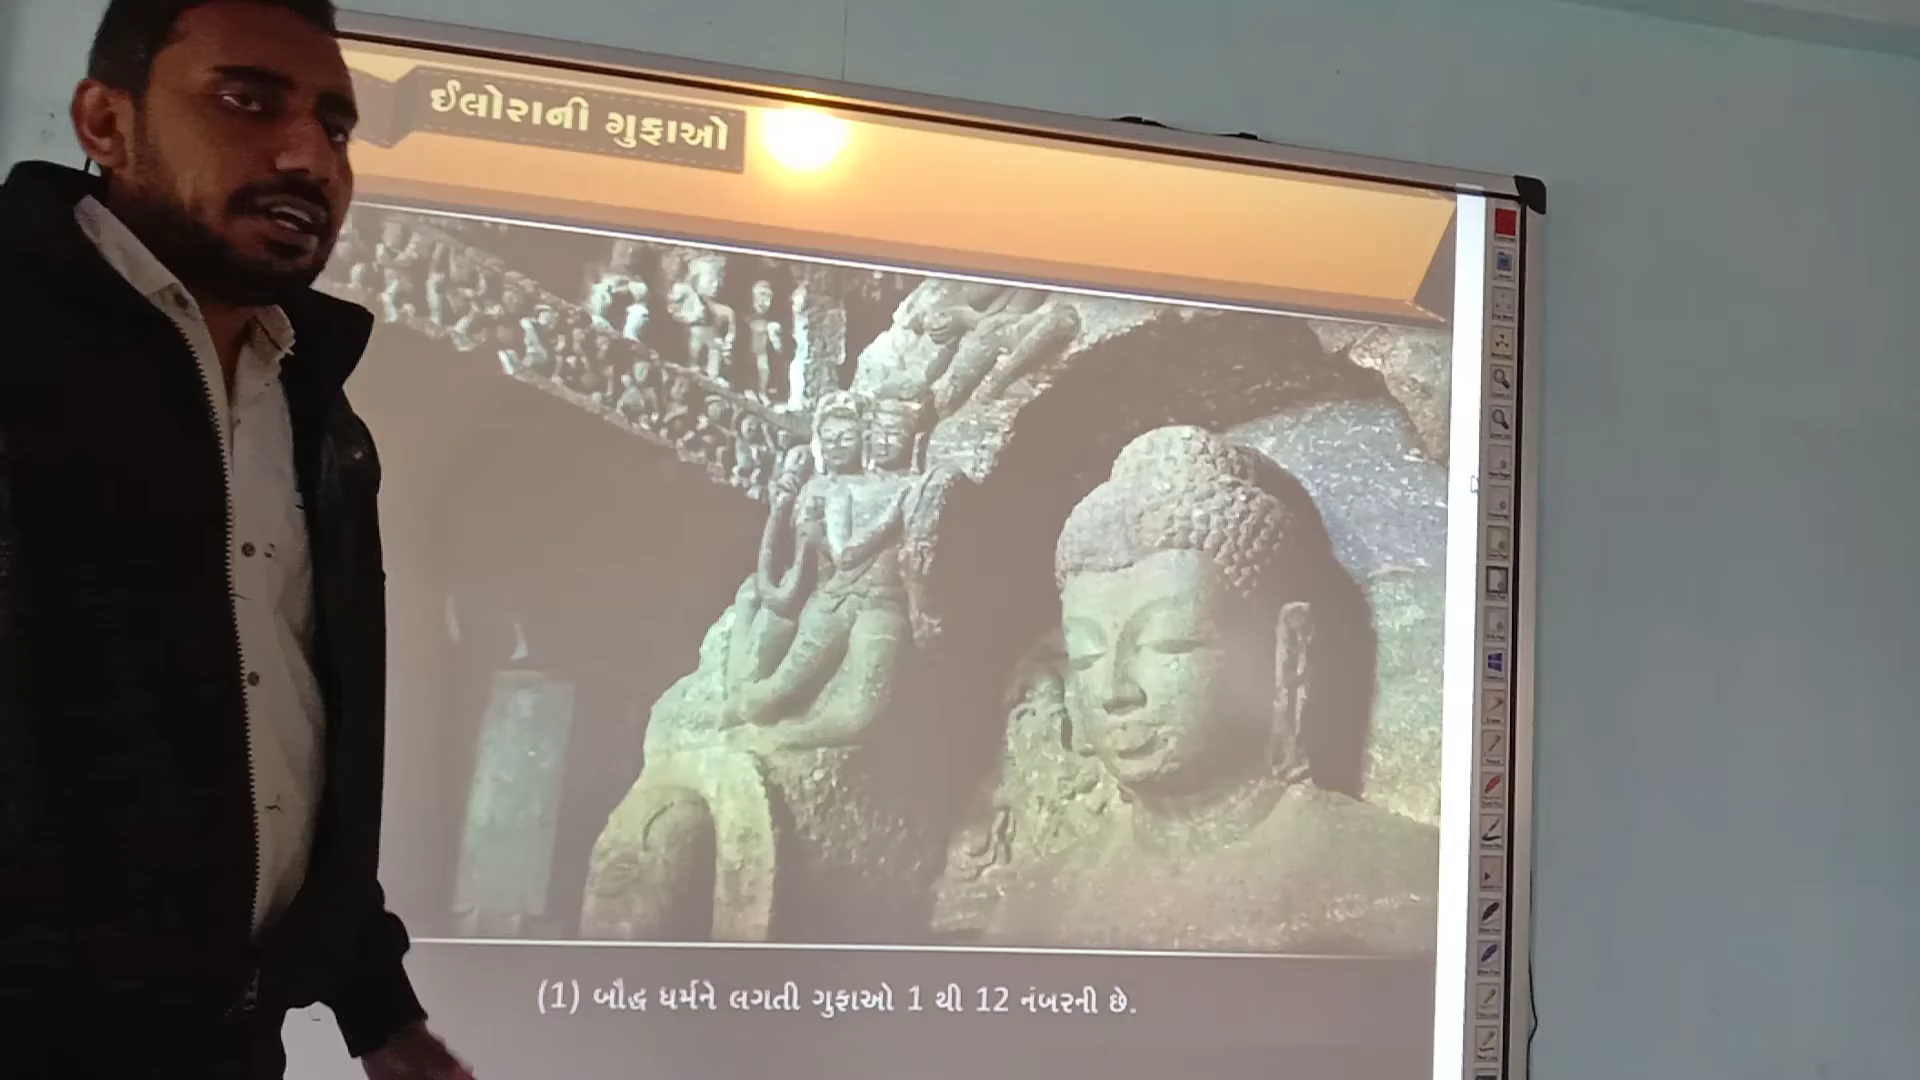 ઈલોરાની ગુફાઓ
(1) બૌદ્ધ ધર્મને લગતી ગુફાઓ 1 થી 12 નંબરની છે.